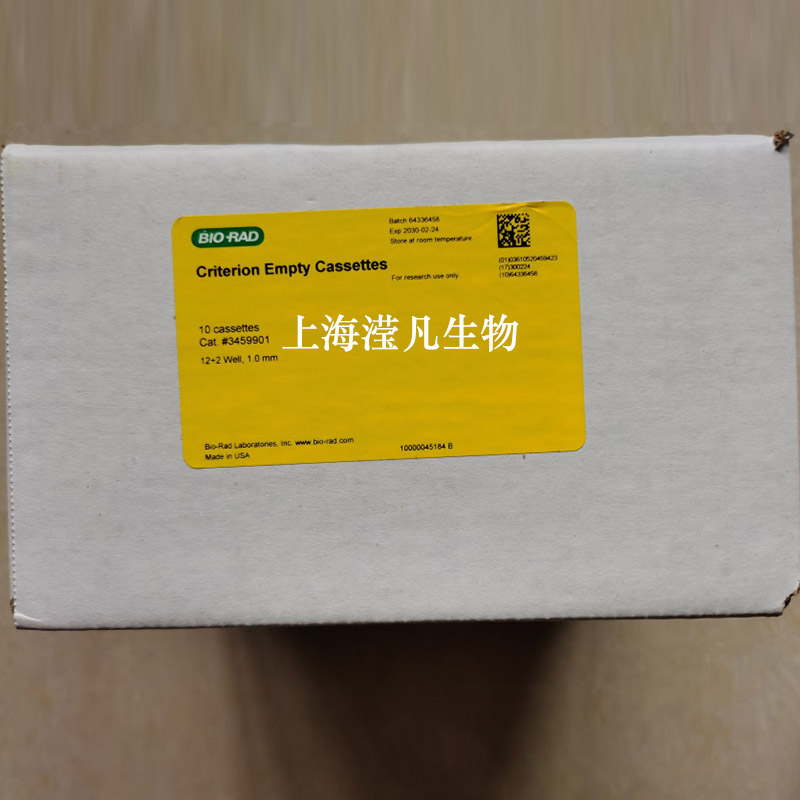 BIO-RAD
Criterion Empty Cassettes
Batch 64336458
Exp 2030-02-24
Store at room temperature
For research use only.
(01)03610520459423
(17)300224
(10)64336458
10 cassettes
Cat. #3459901
12+2 Well, 1.0 mm
上海滢凡生物
Bio-Rad Laboratories, Inc. www.bio-rad.com
Made in USA
10000045184 B